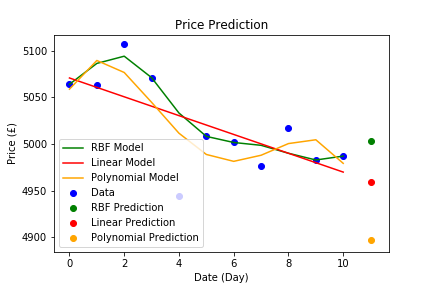 Price Prediction
Price (£)
5100
5050
5000
4950
4900
RBF Model
Linear Model
Polynomial Model
Data
RBF Prediction
Linear Prediction
Polynomial Prediction
0 2 4 6 8 10
Date (Day)